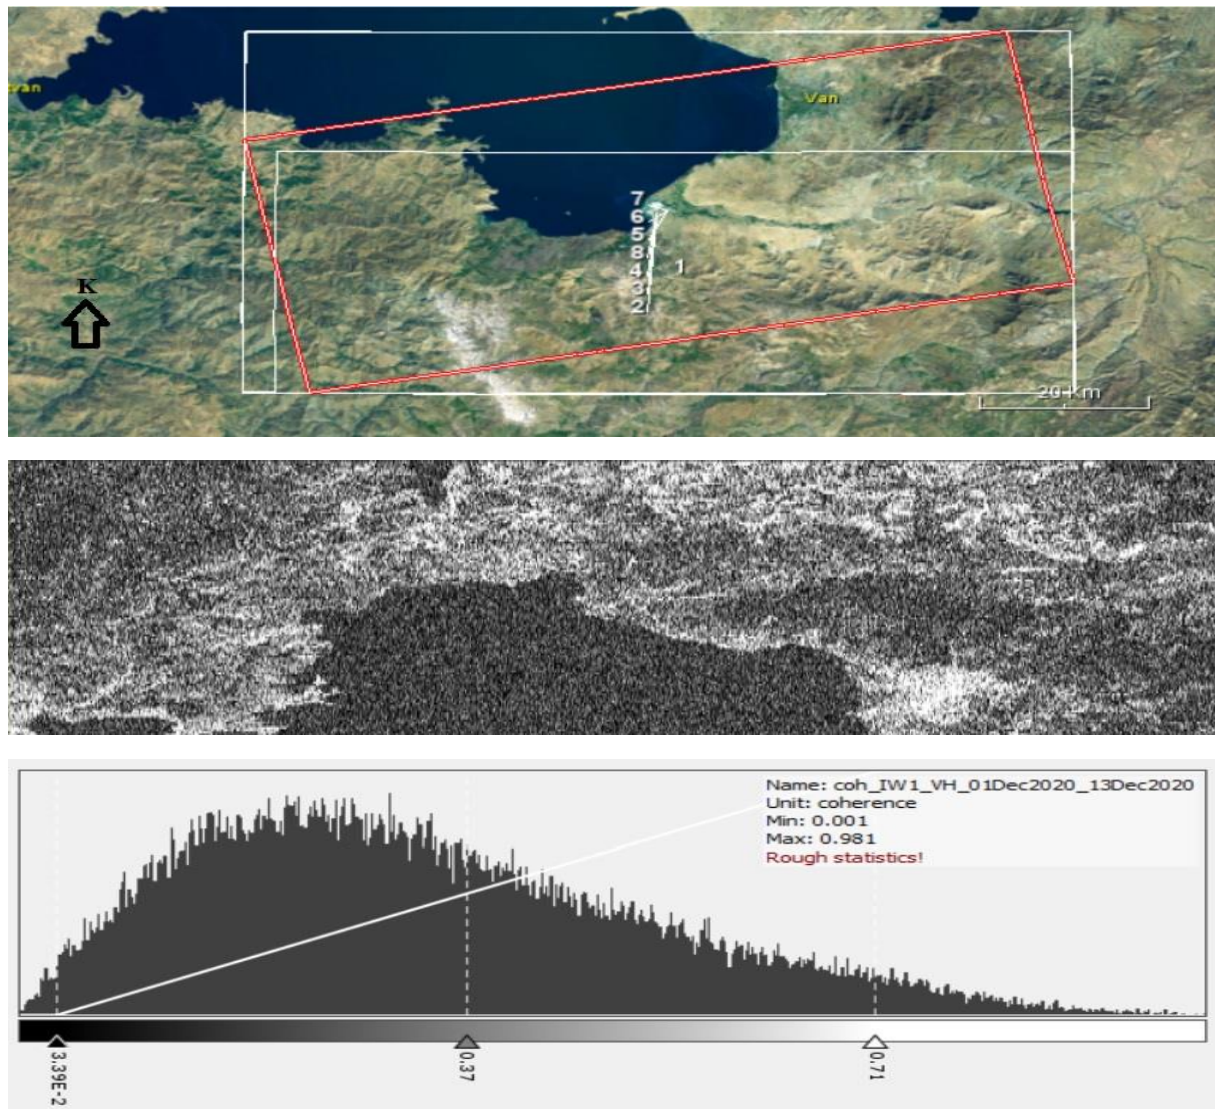 tvan
Van
7
6
5
8
1
4
3
2
K
20 Km
Name: coh_IW1_VH_01Dec2020_13Dec2020
Unit: coherence
Min: 0.001
Max: 0.981
Rough statistics!
3.39E-2
0.37
0.71